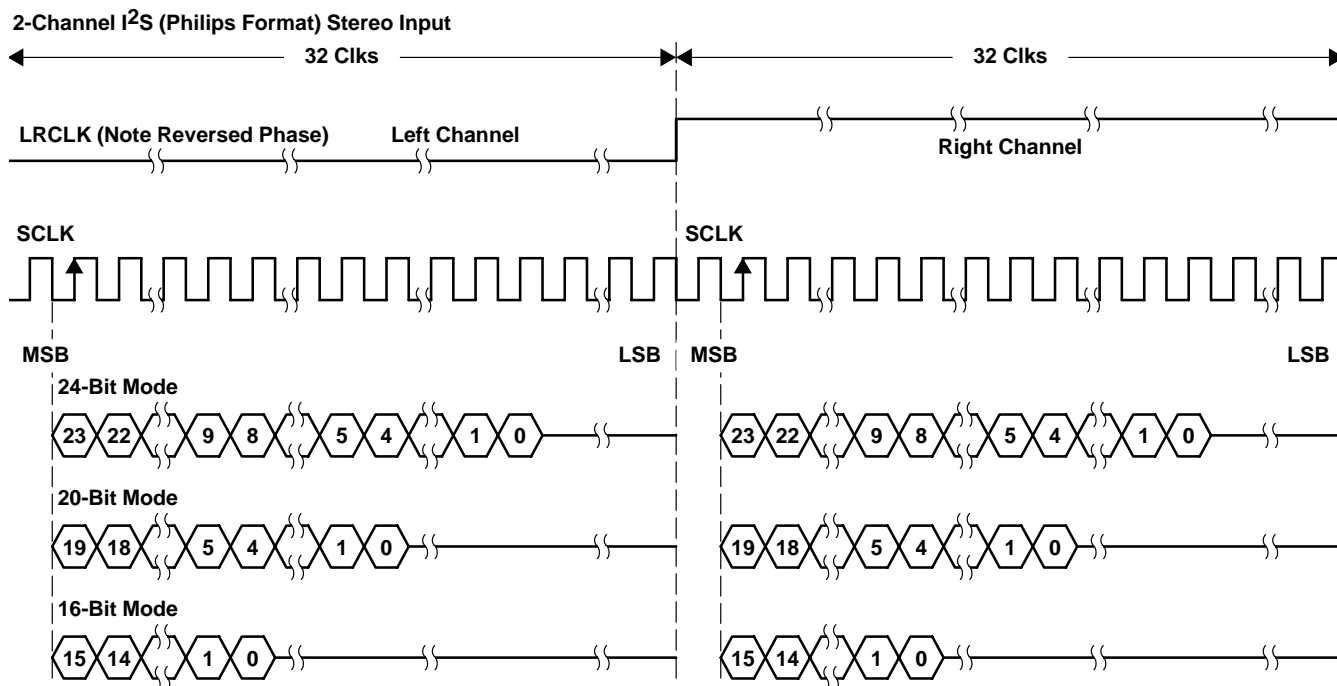 2-Channel I2S (Philips Format) Stereo Input
32 Clks 32 Clks
LRCLK (Note Reversed Phase) Left Channel
Right Channel
SCLK SCLK
MSB LSB MSB LSB
24-Bit Mode
23 22 9 8 5 4 1 0 23 22 9 8 5 4 1 0
20-Bit Mode
19 18 5 4 1 0 19 18 5 4 1 0
16-Bit Mode
15 14 1 0 15 14 1 0